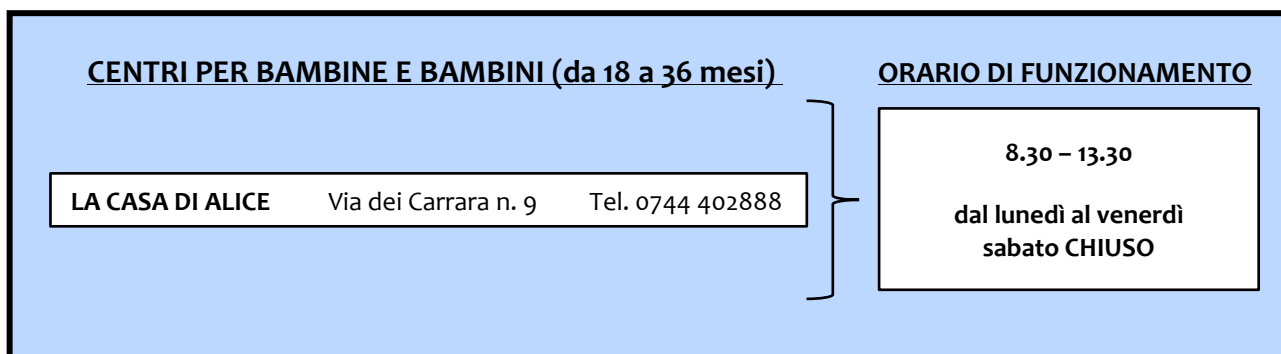 CENTRI PER BAMBINE E BAMBINI (da 18 a 36 mesi)
ORARIO DI FUNZIONAMENTO
LA CASA DI ALICE Via dei Carrara n. 9 Tel. 0744 402888
8.30 – 13.30
dal lunedì al venerdì
sabato CHIUSO